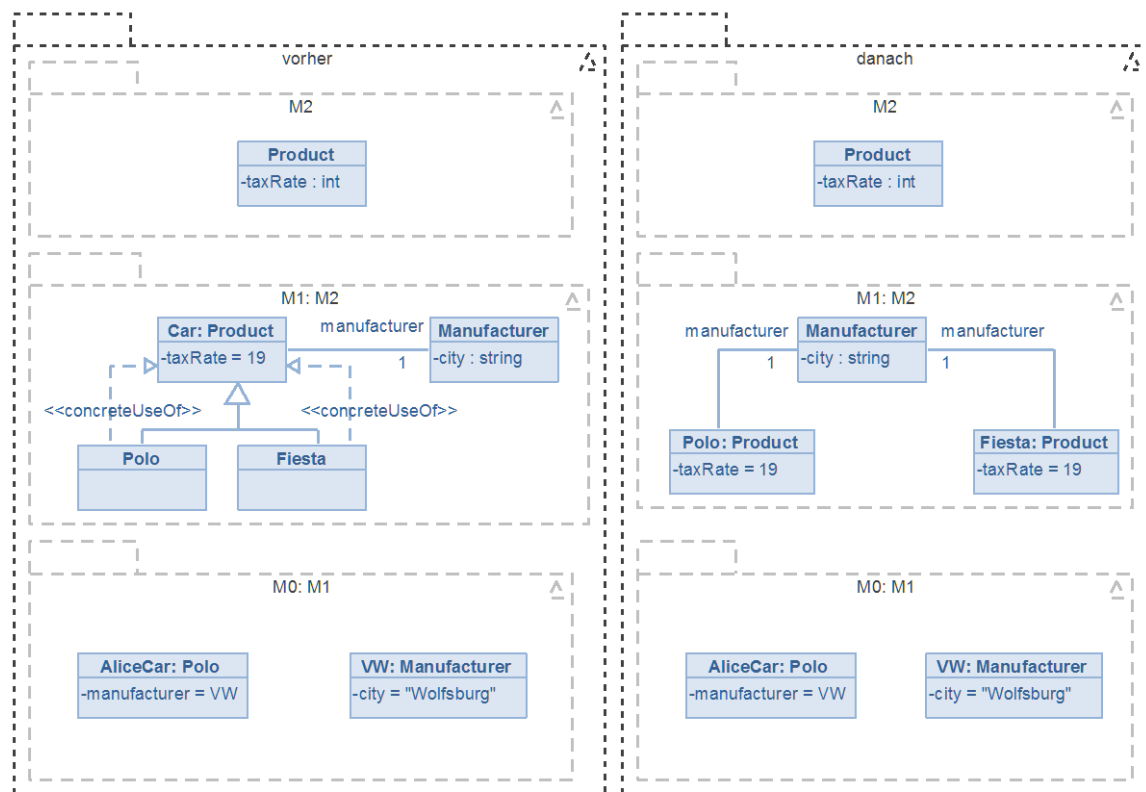 vorher
M2
Product
-taxRate : int
M1: M2
Car: Product
-taxRate = 19
manufacturer
1
Manufacturer
-city : string
<<concreteUseOf>>
<<concreteUseOf>>
Polo
Fiesta
M0: M1
AliceCar: Polo
-manufacturer = VW
VW: Manufacturer
-city = "Wolfsburg"
danach
M2
Product
-taxRate : int
M1: M2
manufacturer
1
Manufacturer
-city : string
manufacturer
1
Polo: Product
-taxRate = 19
Fiesta: Product
-taxRate = 19
M0: M1
AliceCar: Polo
-manufacturer = VW
VW: Manufacturer
-city = "Wolfsburg"